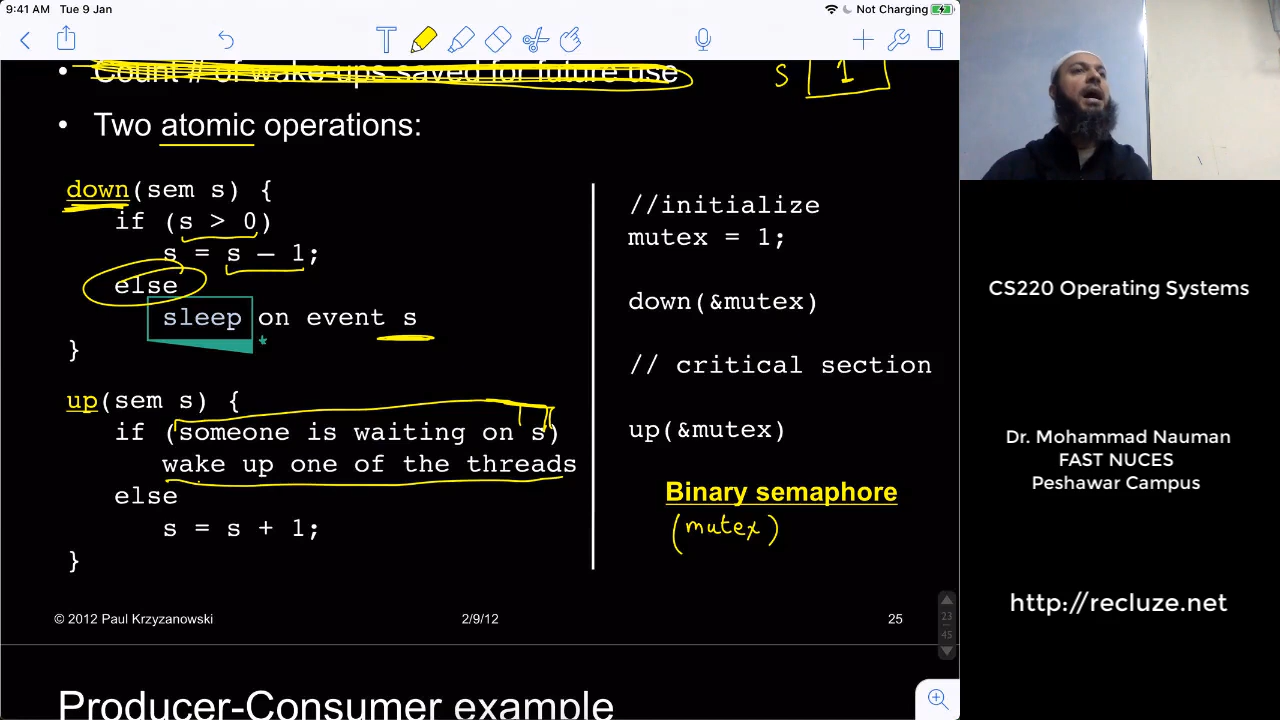 9:41 AM Tue 9 Jan
Not Charging
Count # of wake-ups saved for future use
s 1
• Two atomic operations:
down(sem s) {
if (s > 0)
s = s – 1;
else
sleep on event s
}
up(sem s) {
if (someone is waiting on s)
wake up one of the threads
else
s = s + 1;
}
//initialize
mutex = 1;
down(&mutex)
// critical section
up(&mutex)
Binary semaphore
(mutex)
© 2012 Paul Krzyzanowski
2/9/12
25
23
45
Producer-Consumer example
CS220 Operating Systems
Dr. Mohammad Nauman
FAST NUCES
Peshawar Campus
http://recluze.net